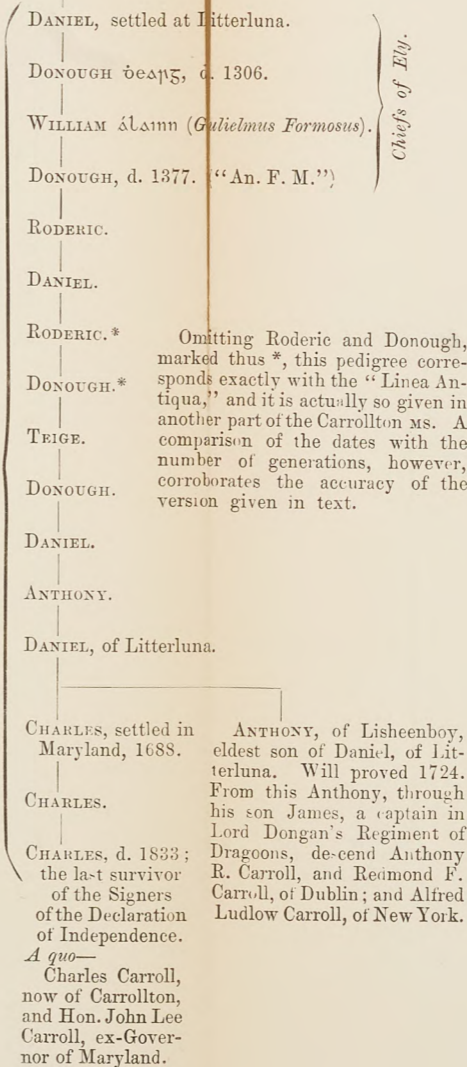 DANIEL, settled at Litterluna.
DONOUGH ꝺeaꞃᵹ, d. 1306.
WILLIAM álainn (Gulielmus Formosus).
DONOUGH, d. 1377. ("An. F. M.")
Chiefs of Ely.
RODERIC.
DANIEL.
RODERIC.*
DONOUGH.*
TEIGE.
DONOUGH.
DANIEL.
ANTHONY.
DANIEL, of Litterluna.
Omitting Roderic and Donough,
marked thus *, this pedigree corre-
sponds exactly with the "Linea An-
tiqua," and it is actually so given in
another part of the Carrollton MS. A
comparison of the dates with the
number of generations, however,
corroborates the accuracy of the
version given in text.
CHARLES, settled in
Maryland, 1688.
CHARLES.
CHARLES, d. 1833;
the last survivor
of the Signers
of the Declaration
of Independence.
A quo—
Charles Carroll,
now of Carrollton,
and Hon. John Lee
Carroll, ex-Gover-
nor of Maryland.
ANTHONY, of Lisheenboy,
eldest son of Daniel, of Lit-
terluna. Will proved 1724.
From this Anthony, through
his son James, a captain in
Lord Dongan's Regiment of
Dragoons, descend Anthony
R. Carroll, and Redmond F.
Carroll, of Dublin; and Alfred
Ludlow Carroll, of New York.